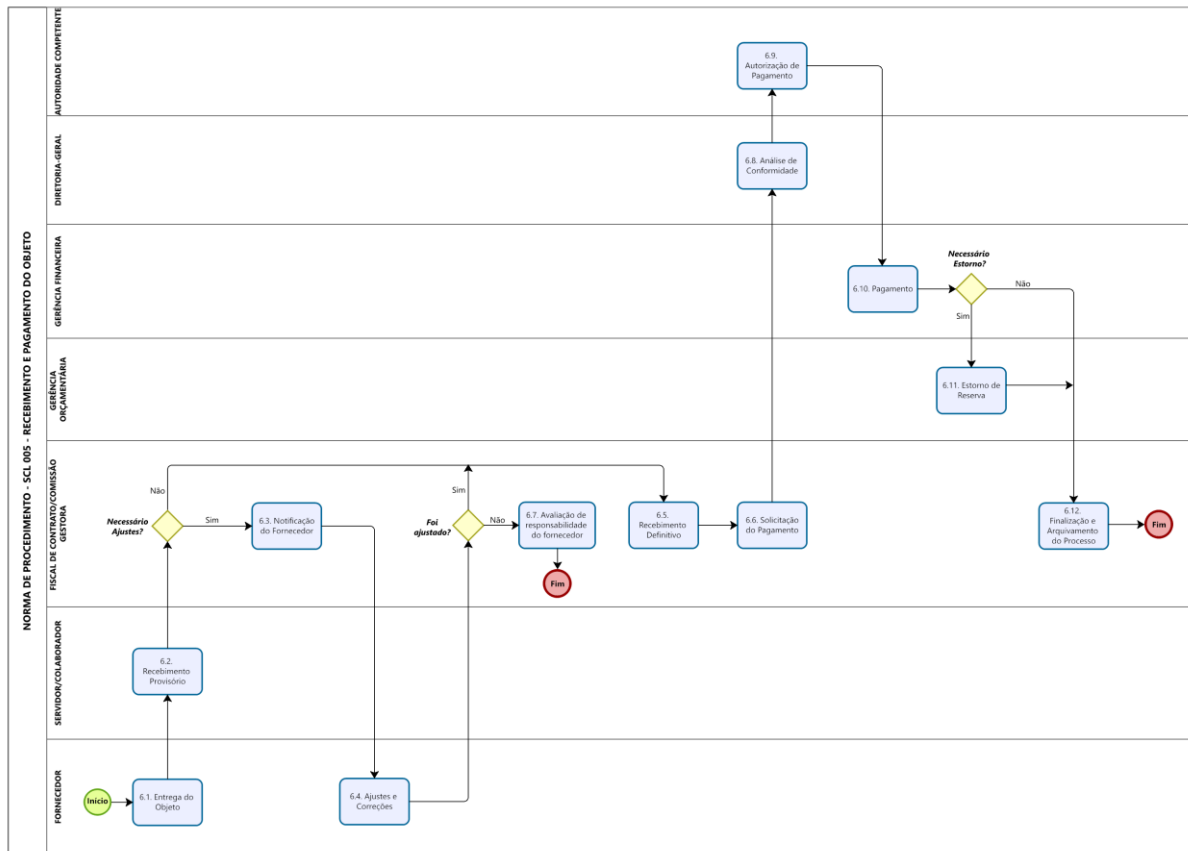 NORMA DE PROCEDIMENTO - SCL 005 - RECEBIMENTO E PAGAMENTO DO OBJETO
AUTORIDADE COMPETENTE
6.9.
Autorização de
Pagamento
DIRETORIA-GERAL
6.8. Análise de
Conformidade
GERÊNCIA FINANCEIRA
6.10. Pagamento
Necessário
Estorno?
Não
Sim
GERÊNCIA
ORÇAMENTÁRIA
6.11. Estorno de
Reserva
FISCAL DE CONTRATO/COMISSÃO
GESTORA
Necessário
Ajustes?
Não
Sim
6.3. Notificação
do Fornecedor
Foi
ajustado?
Sim
Não
6.7. Avaliação de
responsabilidade
do fornecedor
Fim
6.5.
Recebimento
Definitivo
6.6. Solicitação
do Pagamento
6.12.
Finalização e
Arquivamento
do Processo
Fim
SERVIDOR/COLABORADOR
6.2.
Recebimento
Provisório
FORNECEDOR
Início
6.1. Entrega do
Objeto
6.4. Ajustes e
Correções